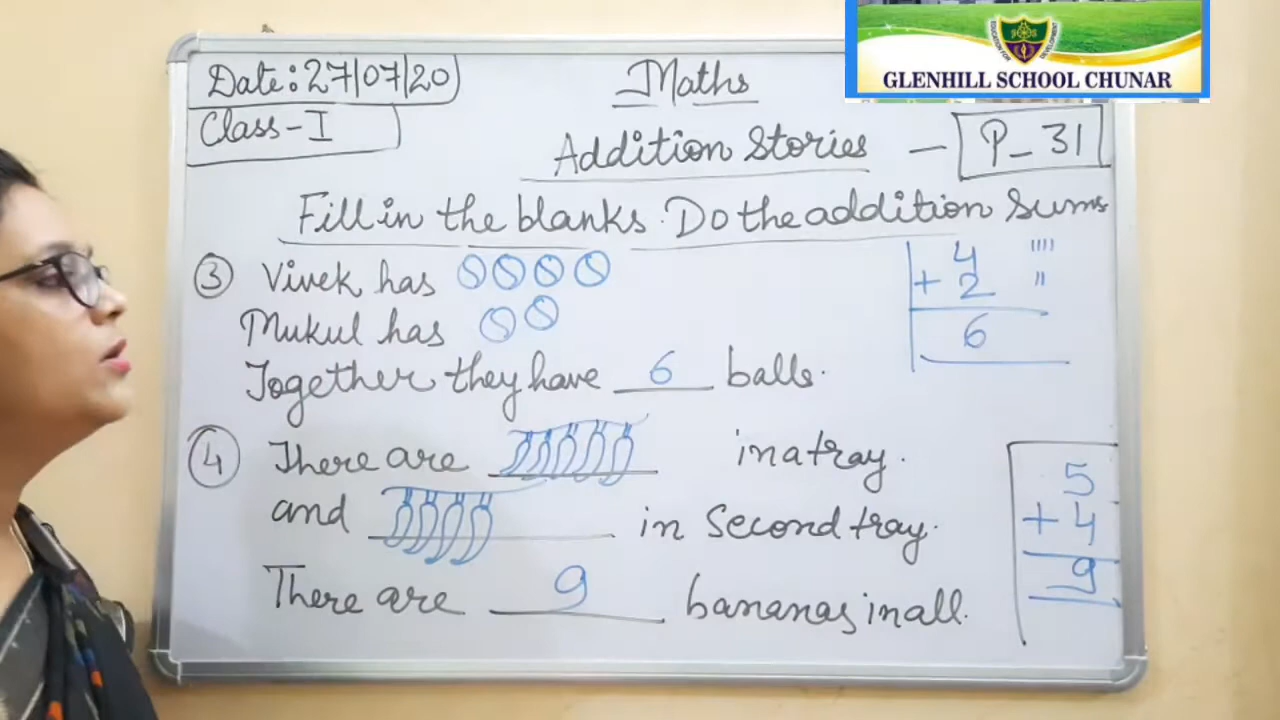 GLENHILL SCHOOL CHUNAR
Date: 27/07/20
Maths
Class-I
Addition Stories — P-31
Fill in the blanks. Do the addition Sums
③ Vivek has
Mukul has
Together they have 6 balls.
4
+ 2
6
④ There are in a tray.
and in Second tray.
There are 9 bananas in all.
5
+ 4
9